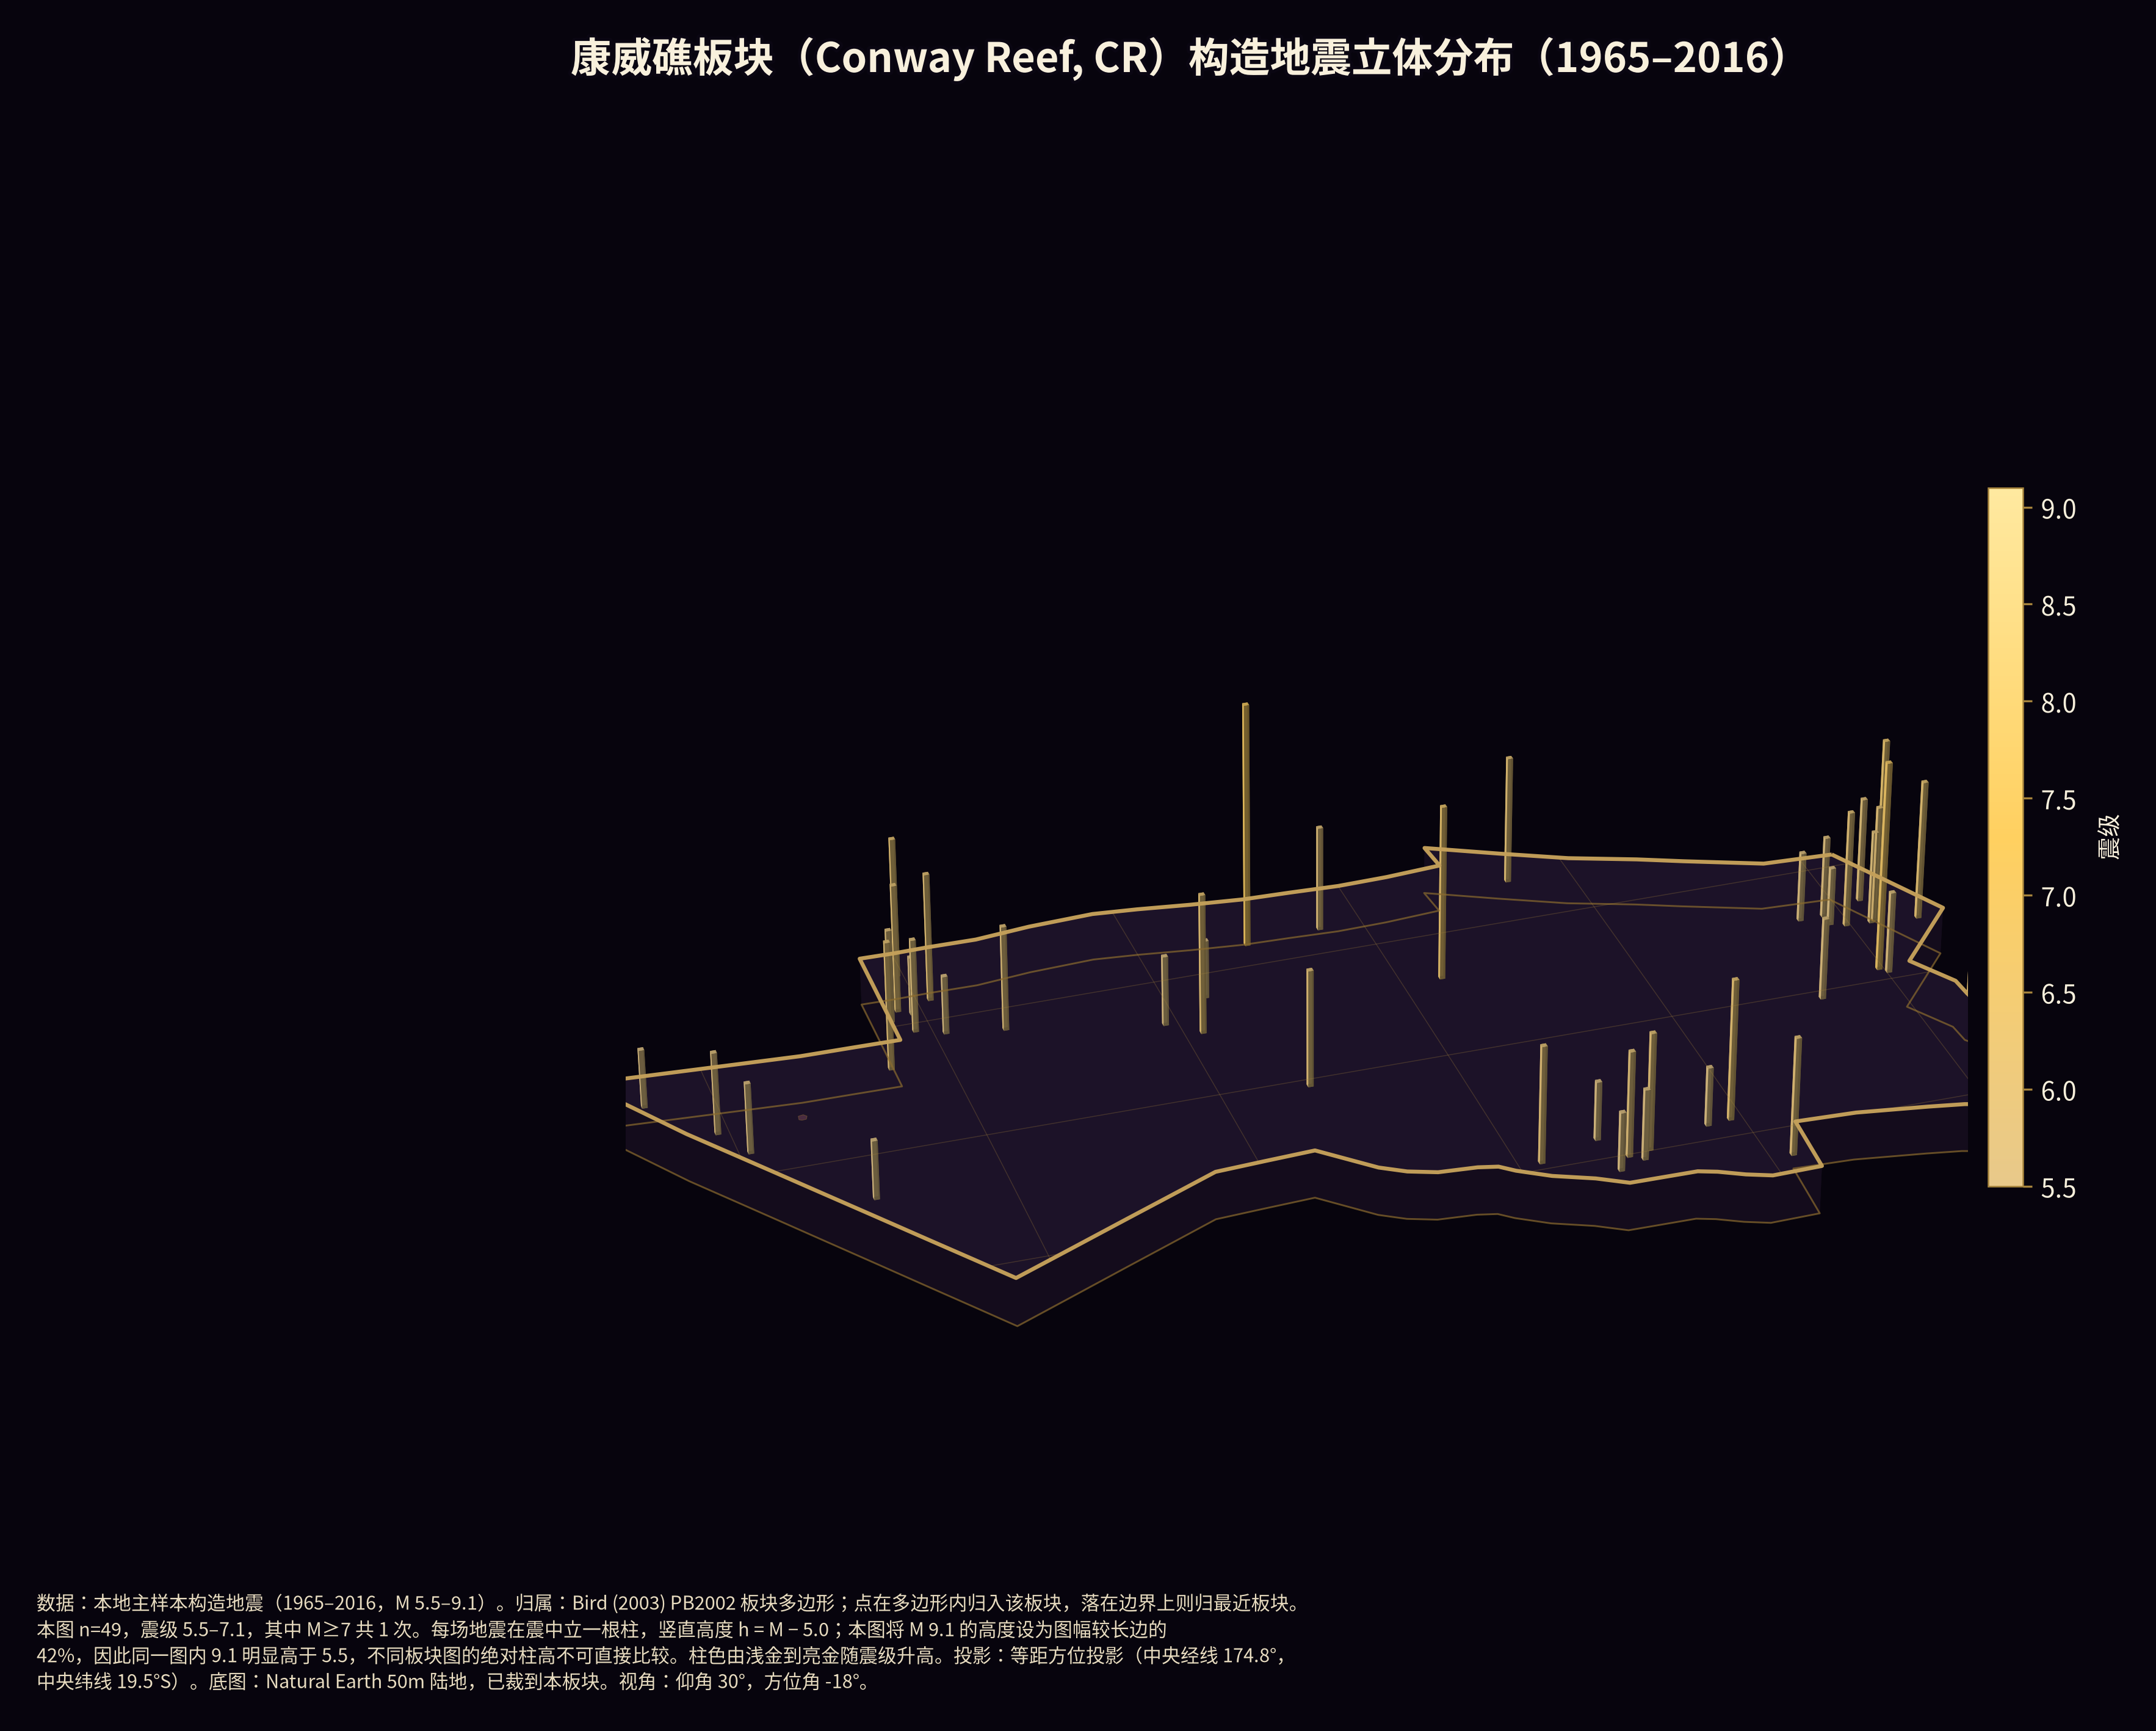 康威礁板块（Conway Reef, CR）构造地震立体分布（1965–2016）
9.0
8.5
8.0
7.5
7.0
6.5
6.0
5.5
震级
数据：本地主样本构造地震（1965–2016，M 5.5–9.1）。归属：Bird (2003) PB2002 板块多边形；点在多边形内归入该板块，落在边界上则归最近板块。
本图 n=49，震级 5.5–7.1，其中 M≥7 共 1 次。每场地震在震中立一根柱，竖直高度 h = M − 5.0；本图将 M 9.1 的高度设为图幅较长边的
42%，因此同一图内 9.1 明显高于 5.5，不同板块图的绝对柱高不可直接比较。柱色由浅金到亮金随震级升高。投影：等距方位投影（中央经线 174.8°，
中央纬线 19.5°S）。底图：Natural Earth 50m 陆地，已裁到本板块。视角：仰角 30°，方位角 -18°。